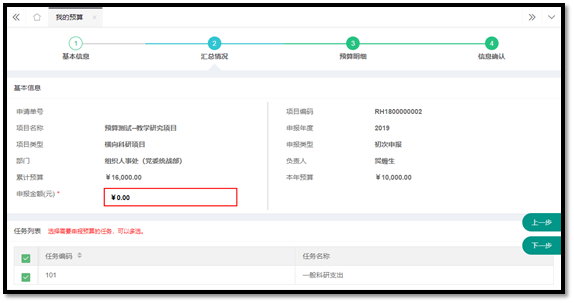 我的预算 ×
1 2 3 4
基本信息 汇总情况 预算明细 信息确认
基本信息
申请单号 项目编码 RH1800000002
项目名称 预算测试--教学研究项目 申报年度 2019
项目类型 横向科研项目 申报类型 初次申报
部门 组织人事处（党委统战部） 负责人
累计预算 ￥16,000.00 本年预算 ￥10,000.00
申报金额(元) * ￥0.00
上一步
任务列表 选择需要申报预算的任务，可以多选。
下一步
任务编码 任务名称
101 一般科研支出